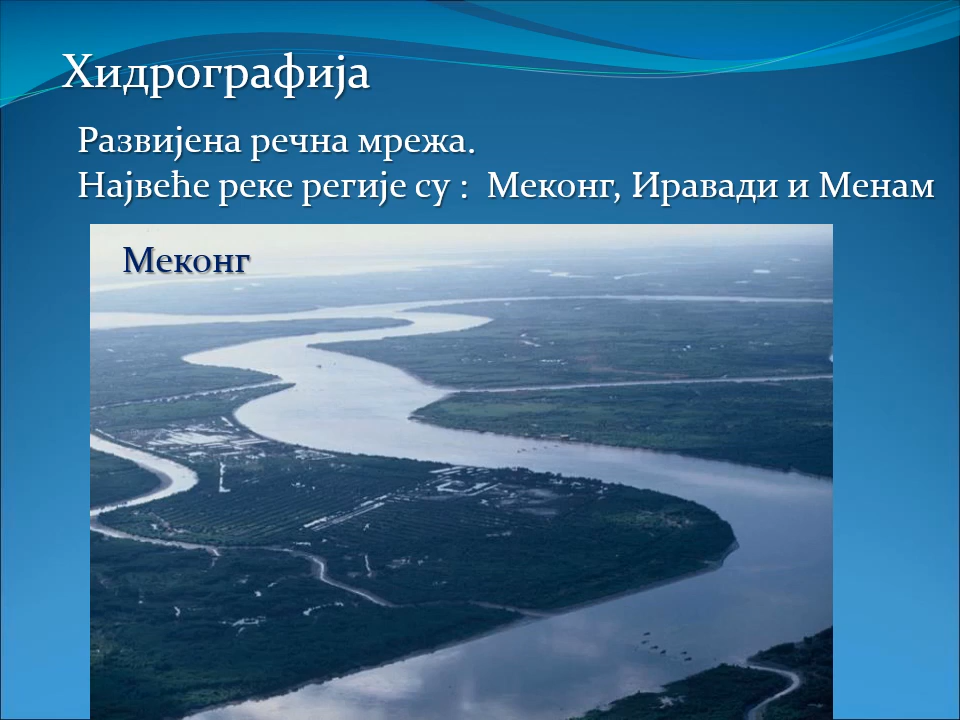 Хидрографија
Развијена речна мрежа.
Највеће реке регије су :  Меконг, Иравади и Менам
Меконг